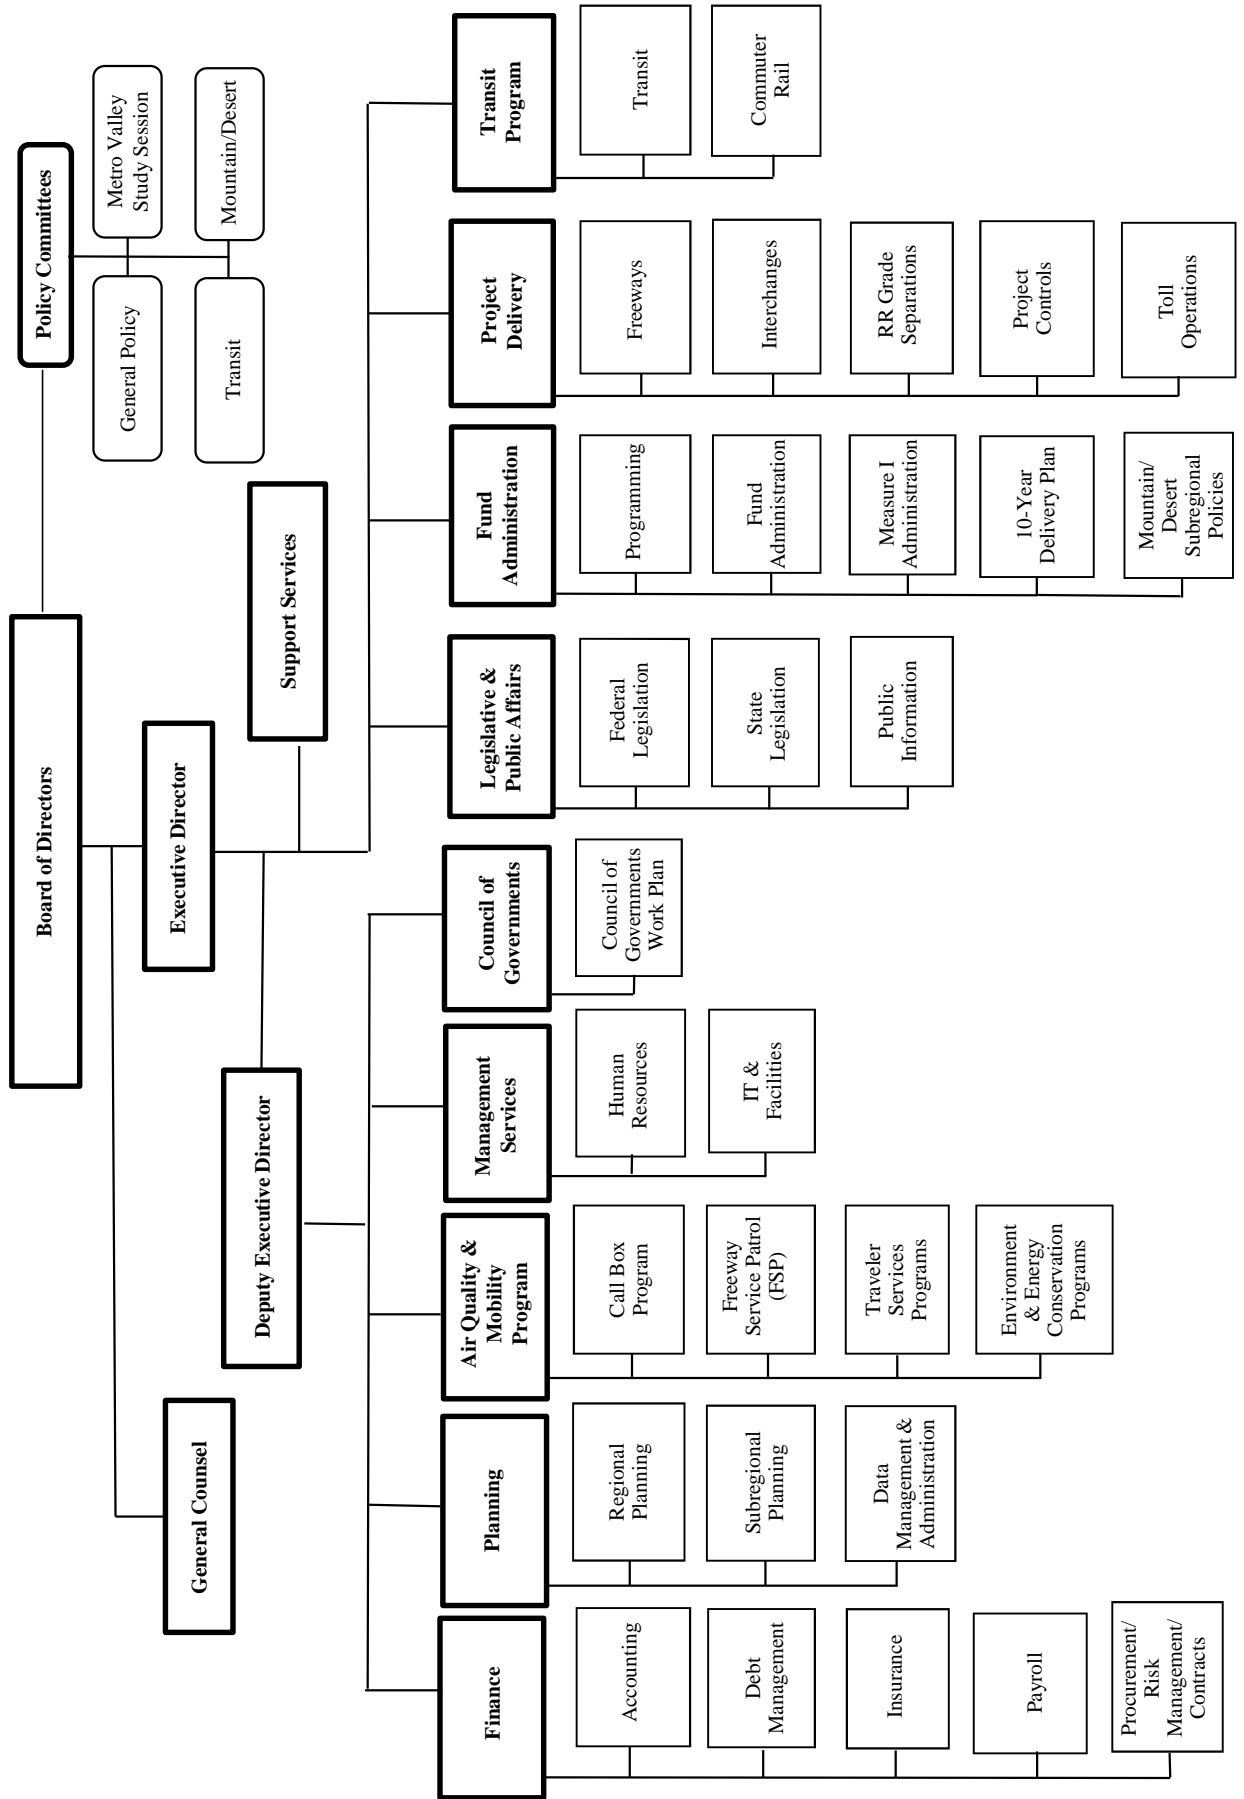 Board of Directors
Policy Committees
General Policy
Metro Valley
Study Session
Transit
Mountain/Desert
General Counsel
Executive Director
Deputy Executive Director
Support Services
Finance
Accounting
Debt
Management
Insurance
Payroll
Procurement/
Risk
Management/
Contracts
Planning
Regional
Planning
Subregional
Planning
Data
Management &
Administration
Air Quality &
Mobility
Program
Call Box
Program
Freeway
Service Patrol
(FSP)
Traveler
Services
Programs
Environment
& Energy
Conservation
Programs
Management
Services
Human
Resources
IT &
Facilities
Council of
Governments
Council of
Governments
Work Plan
Legislative &
Public Affairs
Federal
Legislation
State
Legislation
Public
Information
Fund
Administration
Programming
Fund
Administration
Measure I
Administration
10-Year
Delivery Plan
Mountain/
Desert
Subregional
Policies
Project
Delivery
Freeways
Interchanges
RR Grade
Separations
Project
Controls
Toll
Operations
Transit
Program
Transit
Commuter
Rail